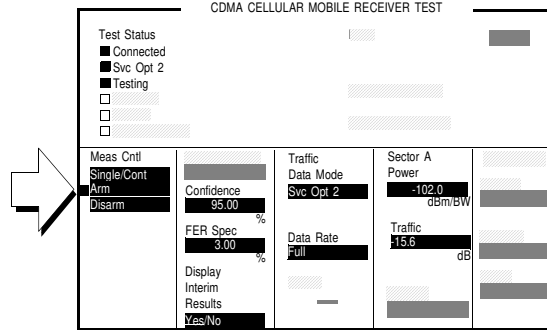 CDMA CELLULAR MOBILE RECEIVER TEST
Test Status
Connected
Svc Opt 2
Testing
Meas Cntl
Single/Cont
Arm
Disarm
Confidence
95.00
%
FER Spec
3.00
%
Display
Interim
Results
Yes/No
Traffic
Data Mode
Svc Opt 2
Data Rate
Full
Sector A
Power
-102.0
dBm/BW
Traffic
-15.6
dB